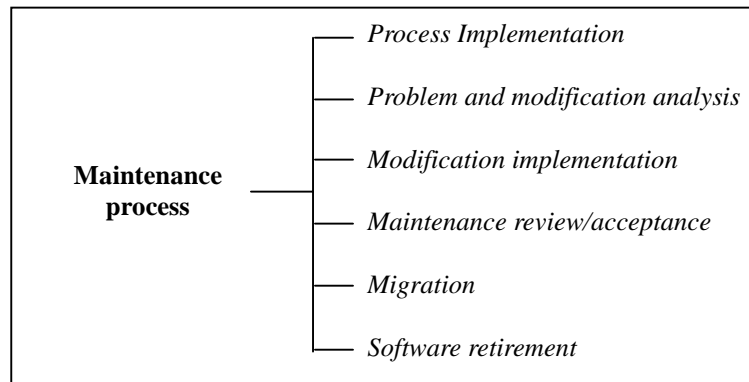 Maintenance
process
Process Implementation
Problem and modification analysis
Modification implementation
Maintenance review/acceptance
Migration
Software retirement